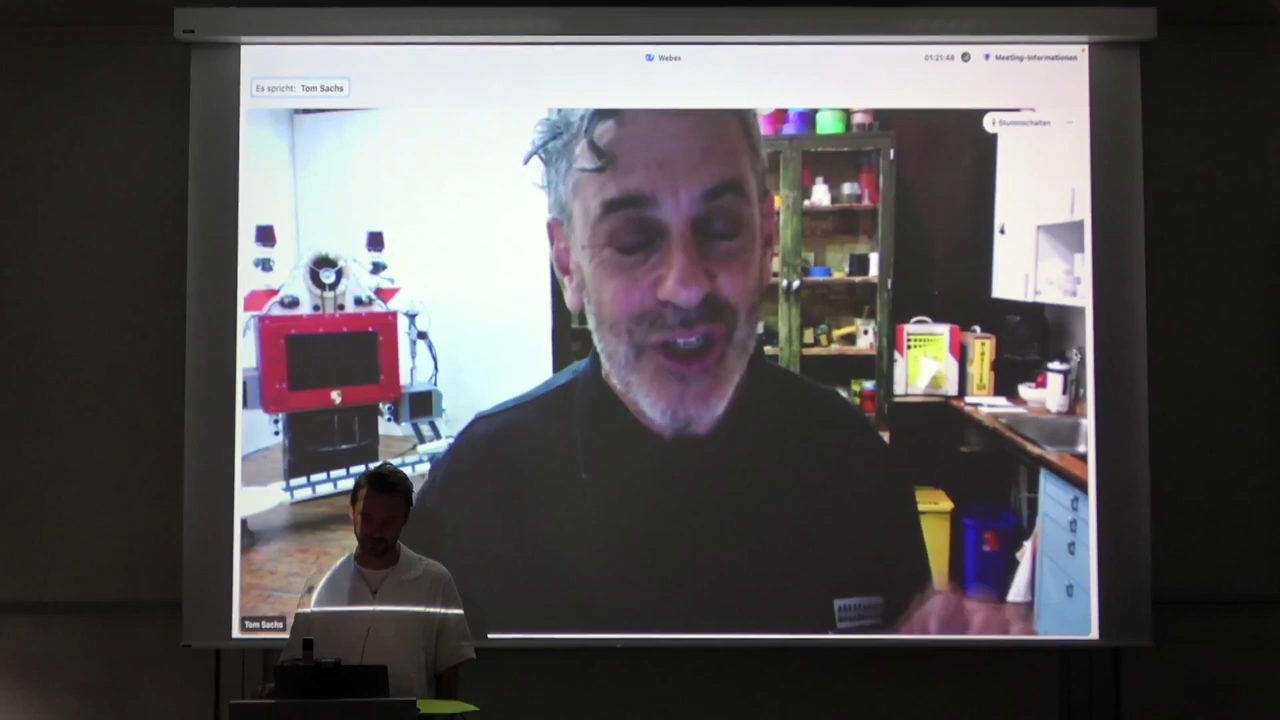 Webex
01:21:48
Meeting-Informationen
Es spricht: Tom Sachs
Stummschalten
Tom Sachs